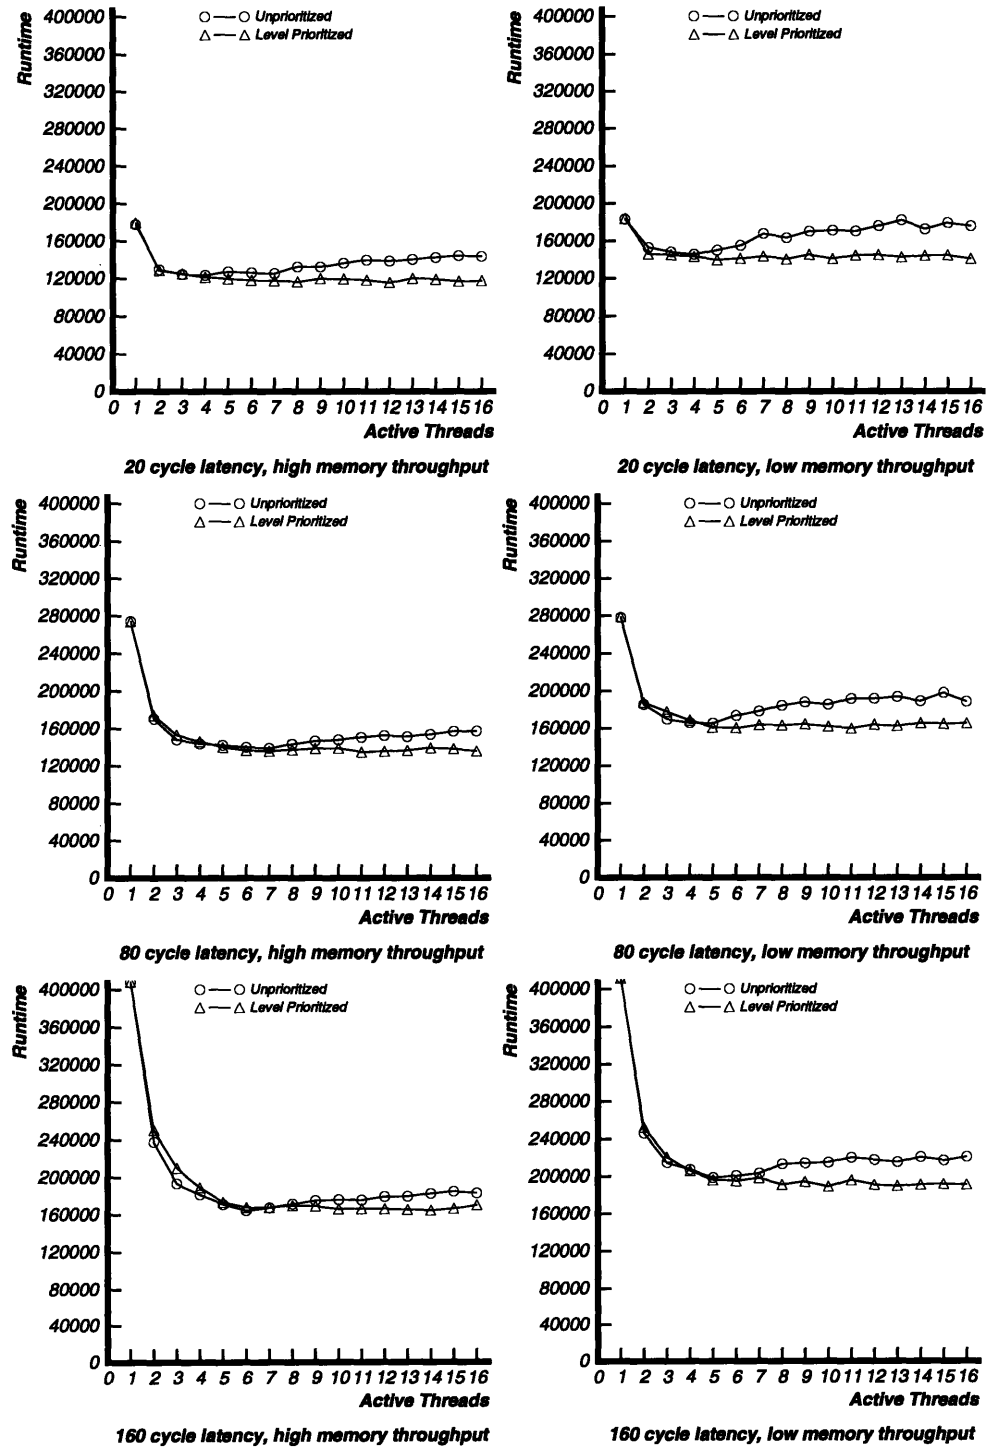 Runtime
400000
360000
320000
280000
240000
200000
160000
120000
80000
40000
0
Unprioritized
Level Prioritized
0 1 2 3 4 5 6 7 8 9 10 11 12 13 14 15 16
Active Threads
20 cycle latency, high memory throughput
Runtime
400000
360000
320000
280000
240000
200000
160000
120000
80000
40000
0
Unprioritized
Level Prioritized
0 1 2 3 4 5 6 7 8 9 10 11 12 13 14 15 16
Active Threads
20 cycle latency, low memory throughput
Runtime
400000
360000
320000
280000
240000
200000
160000
120000
80000
40000
0
Unprioritized
Level Prioritized
0 1 2 3 4 5 6 7 8 9 10 11 12 13 14 15 16
Active Threads
80 cycle latency, high memory throughput
Runtime
400000
360000
320000
280000
240000
200000
160000
120000
80000
40000
0
Unprioritized
Level Prioritized
0 1 2 3 4 5 6 7 8 9 10 11 12 13 14 15 16
Active Threads
80 cycle latency, low memory throughput
Runtime
400000
360000
320000
280000
240000
200000
160000
120000
80000
40000
0
Unprioritized
Level Prioritized
0 1 2 3 4 5 6 7 8 9 10 11 12 13 14 15 16
Active Threads
160 cycle latency, high memory throughput
Runtime
400000
360000
320000
280000
240000
200000
160000
120000
80000
40000
0
Unprioritized
Level Prioritized
0 1 2 3 4 5 6 7 8 9 10 11 12 13 14 15 16
Active Threads
160 cycle latency, low memory throughput